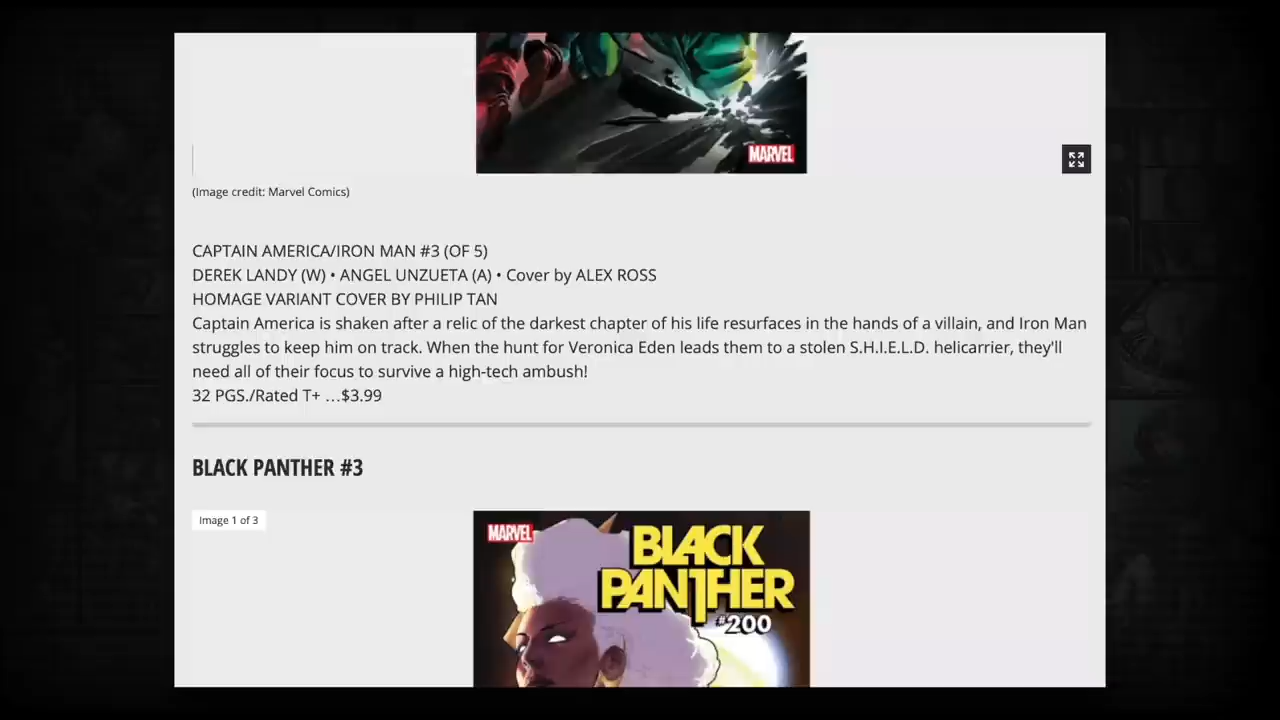 MARVEL
(Image credit: Marvel Comics)
CAPTAIN AMERICA/IRON MAN #3 (OF 5)
DEREK LANDY (W) • ANGEL UNZUETA (A) • Cover by ALEX ROSS
HOMAGE VARIANT COVER BY PHILIP TAN
Captain America is shaken after a relic of the darkest chapter of his life resurfaces in the hands of a villain, and Iron Man
struggles to keep him on track. When the hunt for Veronica Eden leads them to a stolen S.H.I.E.L.D. helicarrier, they'll
need all of their focus to survive a high-tech ambush!
32 PGS./Rated T+ …$3.99
BLACK PANTHER #3
Image 1 of 3
MARVEL
BLACK
PANTHER
#200